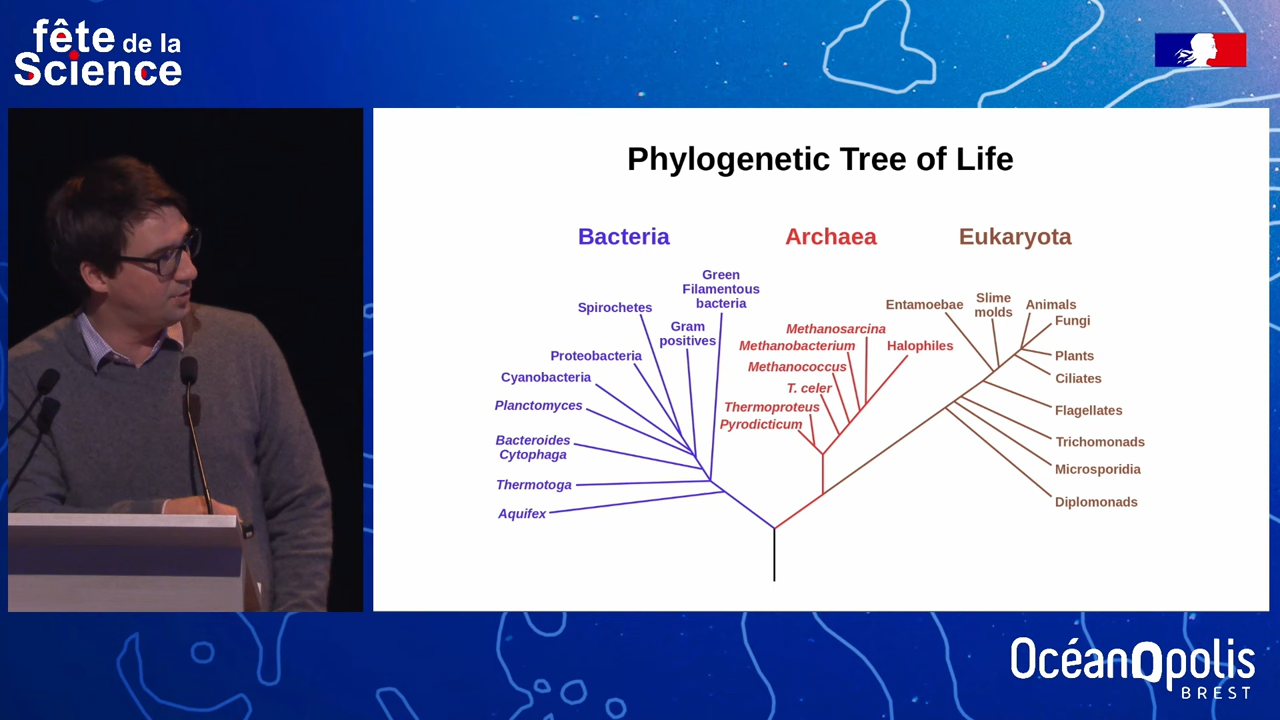 fête de la
Science
Phylogenetic Tree of Life
Bacteria
Archaea
Eukaryota
Green
Filamentous
bacteria
Spirochetes
Gram
positives
Proteobacteria
Cyanobacteria
Planctomyces
Bacteroides
Cytophaga
Thermotoga
Aquifex
Methanosarcina
Methanobacterium
Halophiles
Methanococcus
T. celer
Thermoproteus
Pyrodicticum
Entamoebae
Slime
molds
Animals
Fungi
Plants
Ciliates
Flagellates
Trichomonads
Microsporidia
Diplomonads
OcéanOpolis
BREST